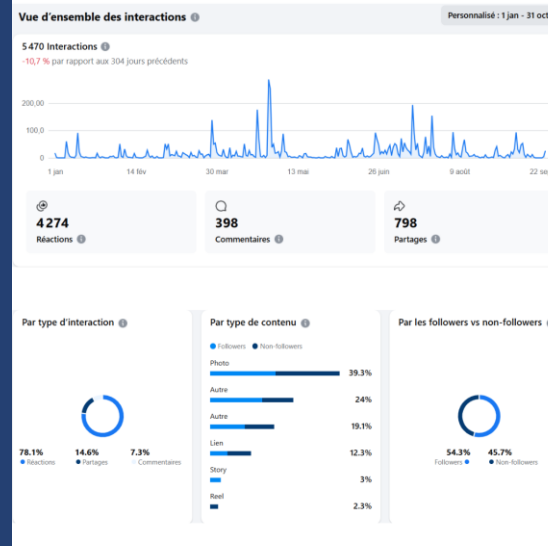 Vue d'ensemble des interactions
Personnalisé : 1 jan - 31 oct
5 470 Interactions
-10,7 % par rapport aux 304 jours précédents
200,00
100,0
0
1 jan 14 fév 30 mar 13 mai 26 juin 9 août 22 se
4 274
Réactions
398
Commentaires
798
Partages
Par type d'interaction
78.1% 14.6% 7.3%
Réactions Partages Commentaires
Par type de contenu
Followers Non-followers
Photo
39.3%
Autre
24%
Autre
19.1%
Lien
12.3%
Story
3%
Reel
2.3%
Par les followers vs non-followers
54.3% 45.7%
Followers Non-followers